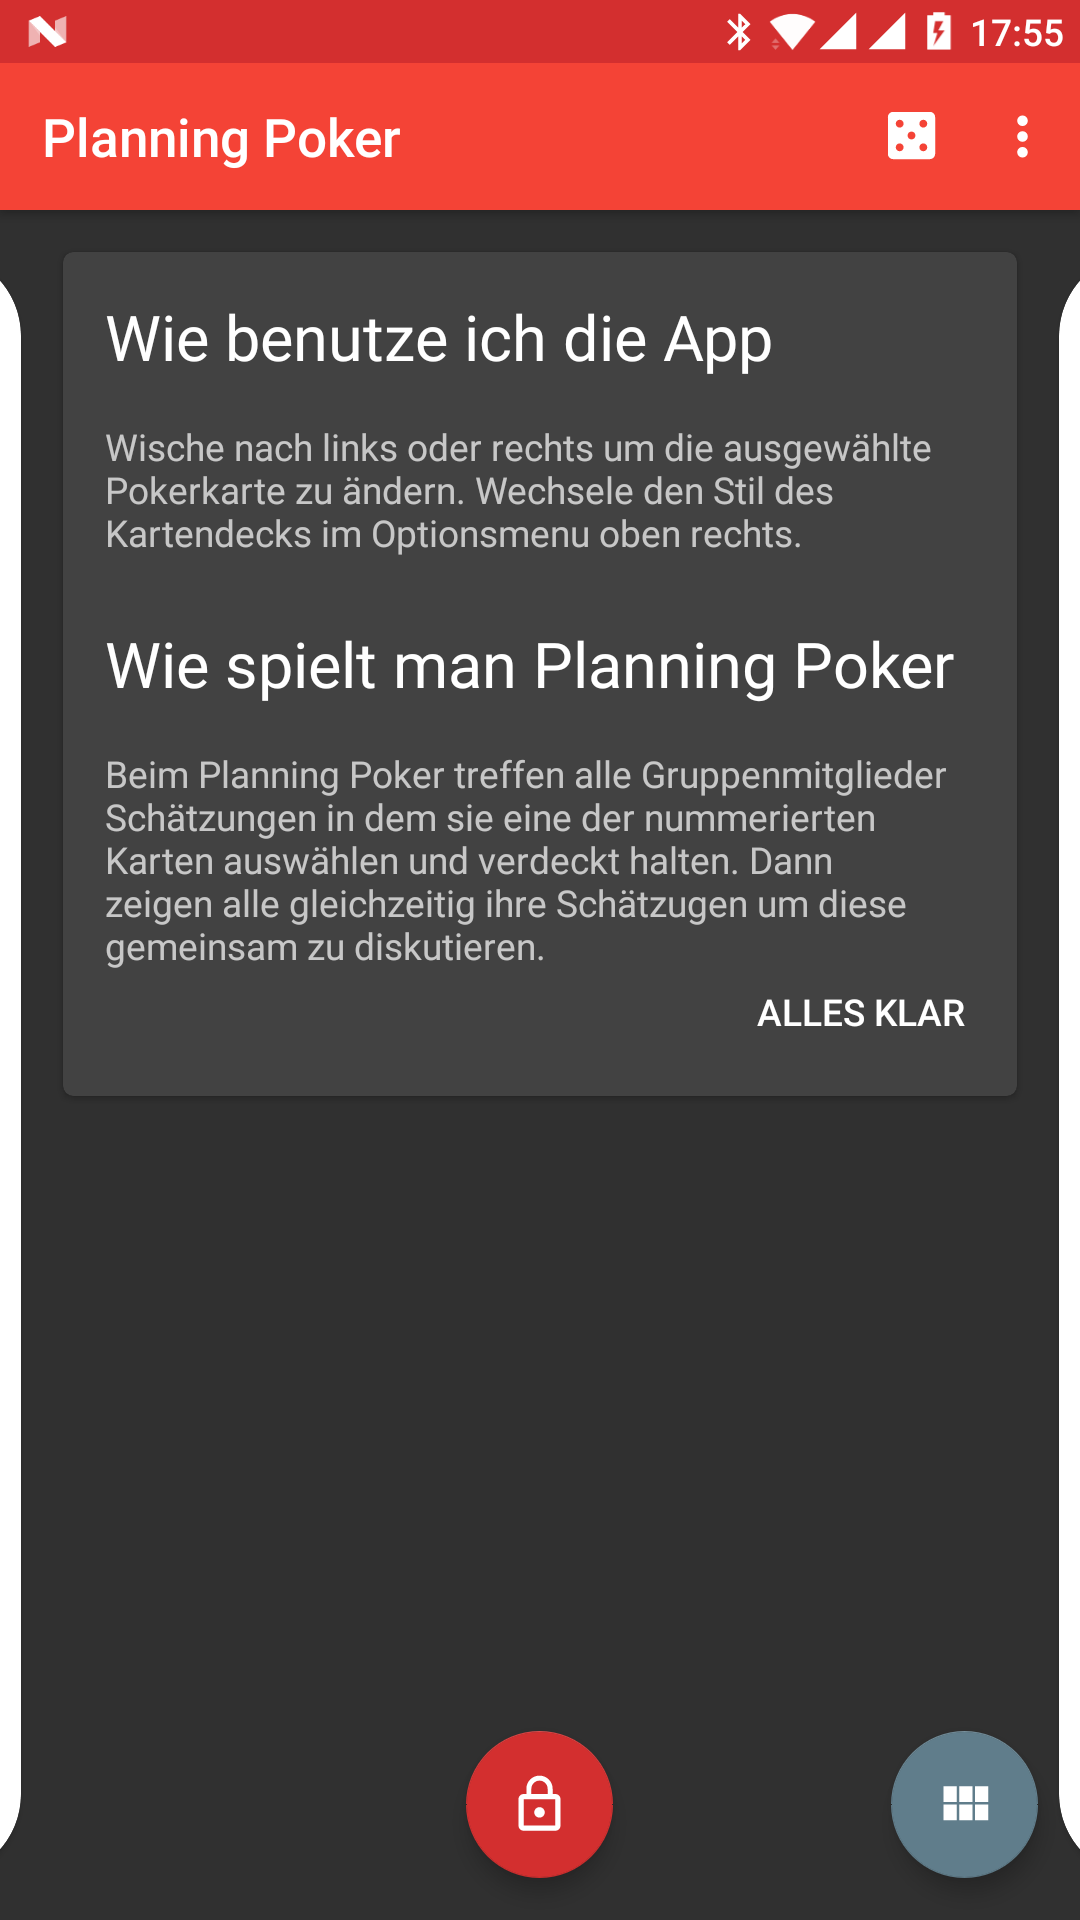 17:55
Planning Poker
Wie benutze ich die App
Wische nach links oder rechts um die ausgewählte
Pokerkarte zu ändern. Wechsele den Stil des
Kartendecks im Optionsmenu oben rechts.
Wie spielt man Planning Poker
Beim Planning Poker treffen alle Gruppenmitglieder
Schätzungen in dem sie eine der nummerierten
Karten auswählen und verdeckt halten. Dann
zeigen alle gleichzeitig ihre Schätzugen um diese
gemeinsam zu diskutieren.
ALLES KLAR